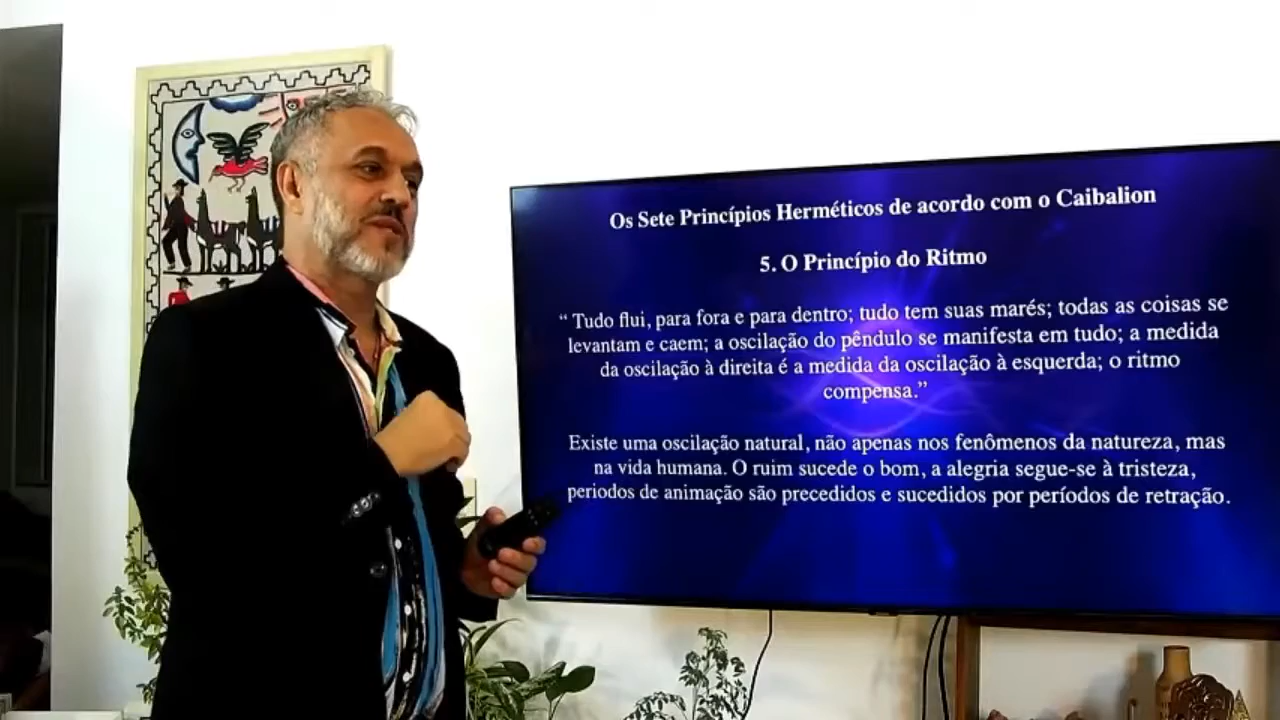 Os Sete Princípios Herméticos de acordo com o Caibalion
5. O Princípio do Ritmo
“ Tudo flui, para fora e para dentro; tudo tem suas marés; todas as coisas se
levantam e caem; a oscilação do pêndulo se manifesta em tudo; a medida
da oscilação à direita é a medida da oscilação à esquerda; o ritmo
compensa.”
Existe uma oscilação natural, não apenas nos fenômenos da natureza, mas
na vida humana. O ruim sucede o bom, a alegria segue-se à tristeza,
periodos de animação são precedidos e sucedidos por períodos de retração.